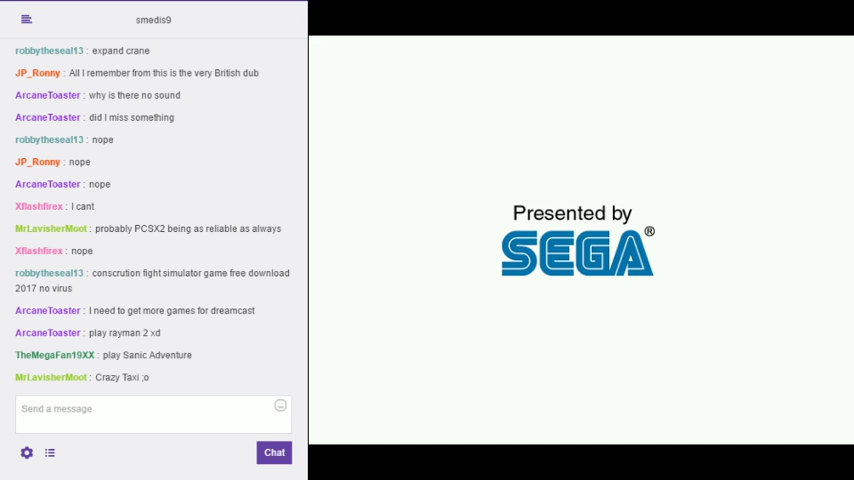 smedis9
robbytheseal13 : expand crane
JP_Ronny : All I remember from this is the very British dub
ArcaneToaster : why is there no sound
ArcaneToaster : did I miss something
robbytheseal13 : nope
JP_Ronny : nope
ArcaneToaster : nope
Xflashfirex : I cant
MrLavisherMoot : probably PCSX2 being as reliable as always
Xflashfirex : nope
robbytheseal13 : conscrution fight simulator game free download
2017 no virus
ArcaneToaster : I need to get more games for dreamcast
ArcaneToaster : play rayman 2 xd
TheMegaFan19XX : play Sanic Adventure
MrLavisherMoot : Crazy Taxi ;o
Send a message
Chat
Presented by
SEGA®